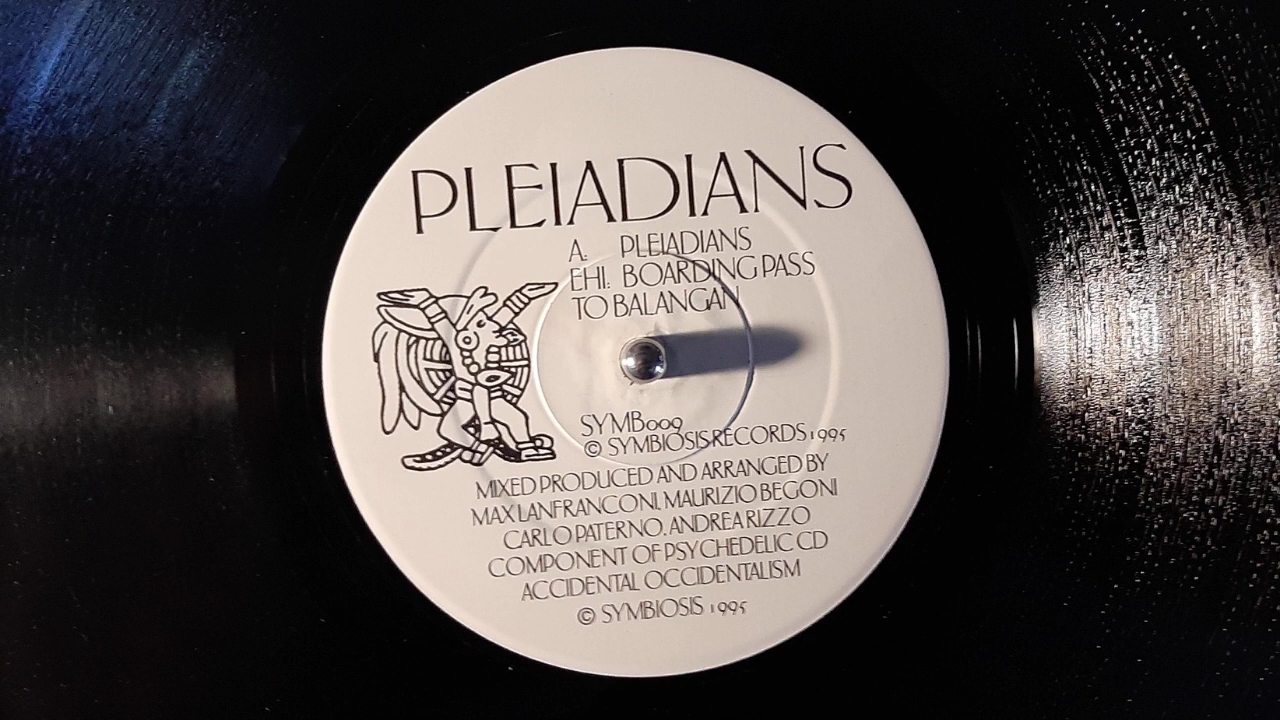 PLEIADIANS
A: PLEIADIANS
EHI: BOARDING PASS
TO BALANGAN
SYMB009
© SYMBIOSIS RECORDS 1995
MIXED PRODUCED AND ARRANGED BY
MAX LANFRANCONI, MAURIZIO BEGONI
CARLO PATERNO, ANDREA RIZZO
COMPONENT OF PSYCHEDELIC CD
ACCIDENTAL OCCIDENTALISM
© SYMBIOSIS 1995